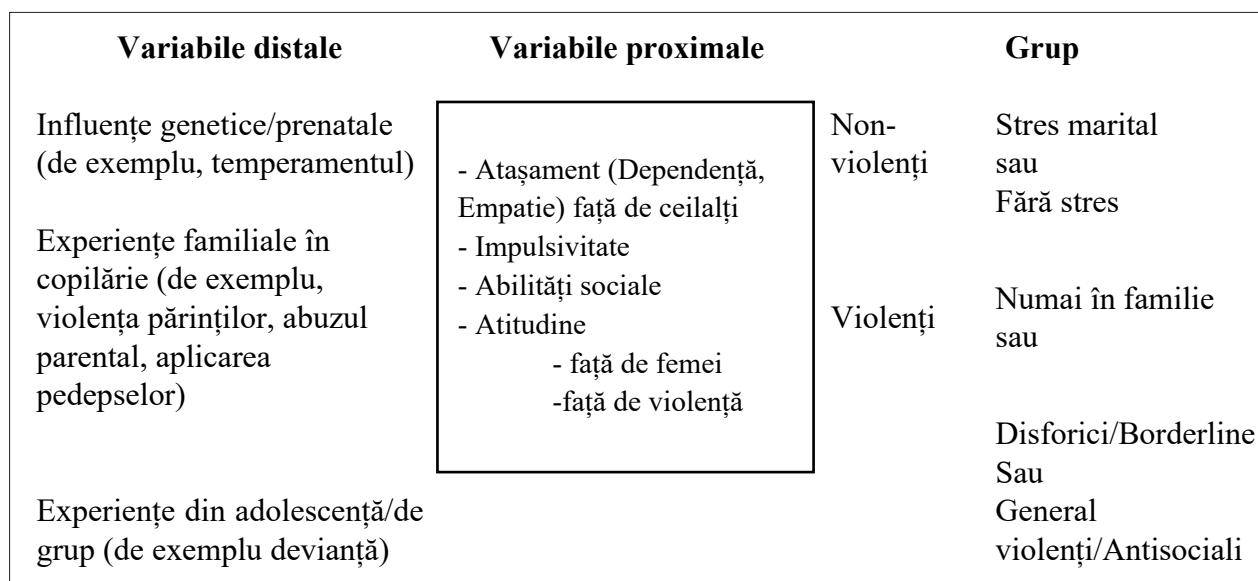 Variabile distale
Variabile proximale
Grup
Influențe genetice/prenatale
(de exemplu, temperamentul)
Experiențe familiale în
copilărie (de exemplu,
violența părinților, abuzul
parental, aplicarea
pedepselor)
Experiențe din adolescență/de
grup (de exemplu devianță)
- Atașament (Dependență,
Empatie) față de ceilalți
- Impulsivitate
- Abilități sociale
- Atitudine
- față de femei
-față de violență
Non-
violenți
Violenți
Stres marital
sau
Fără stres
Numai în familie
sau
Disforici/Borderline
Sau
General
violenți/Antisociali